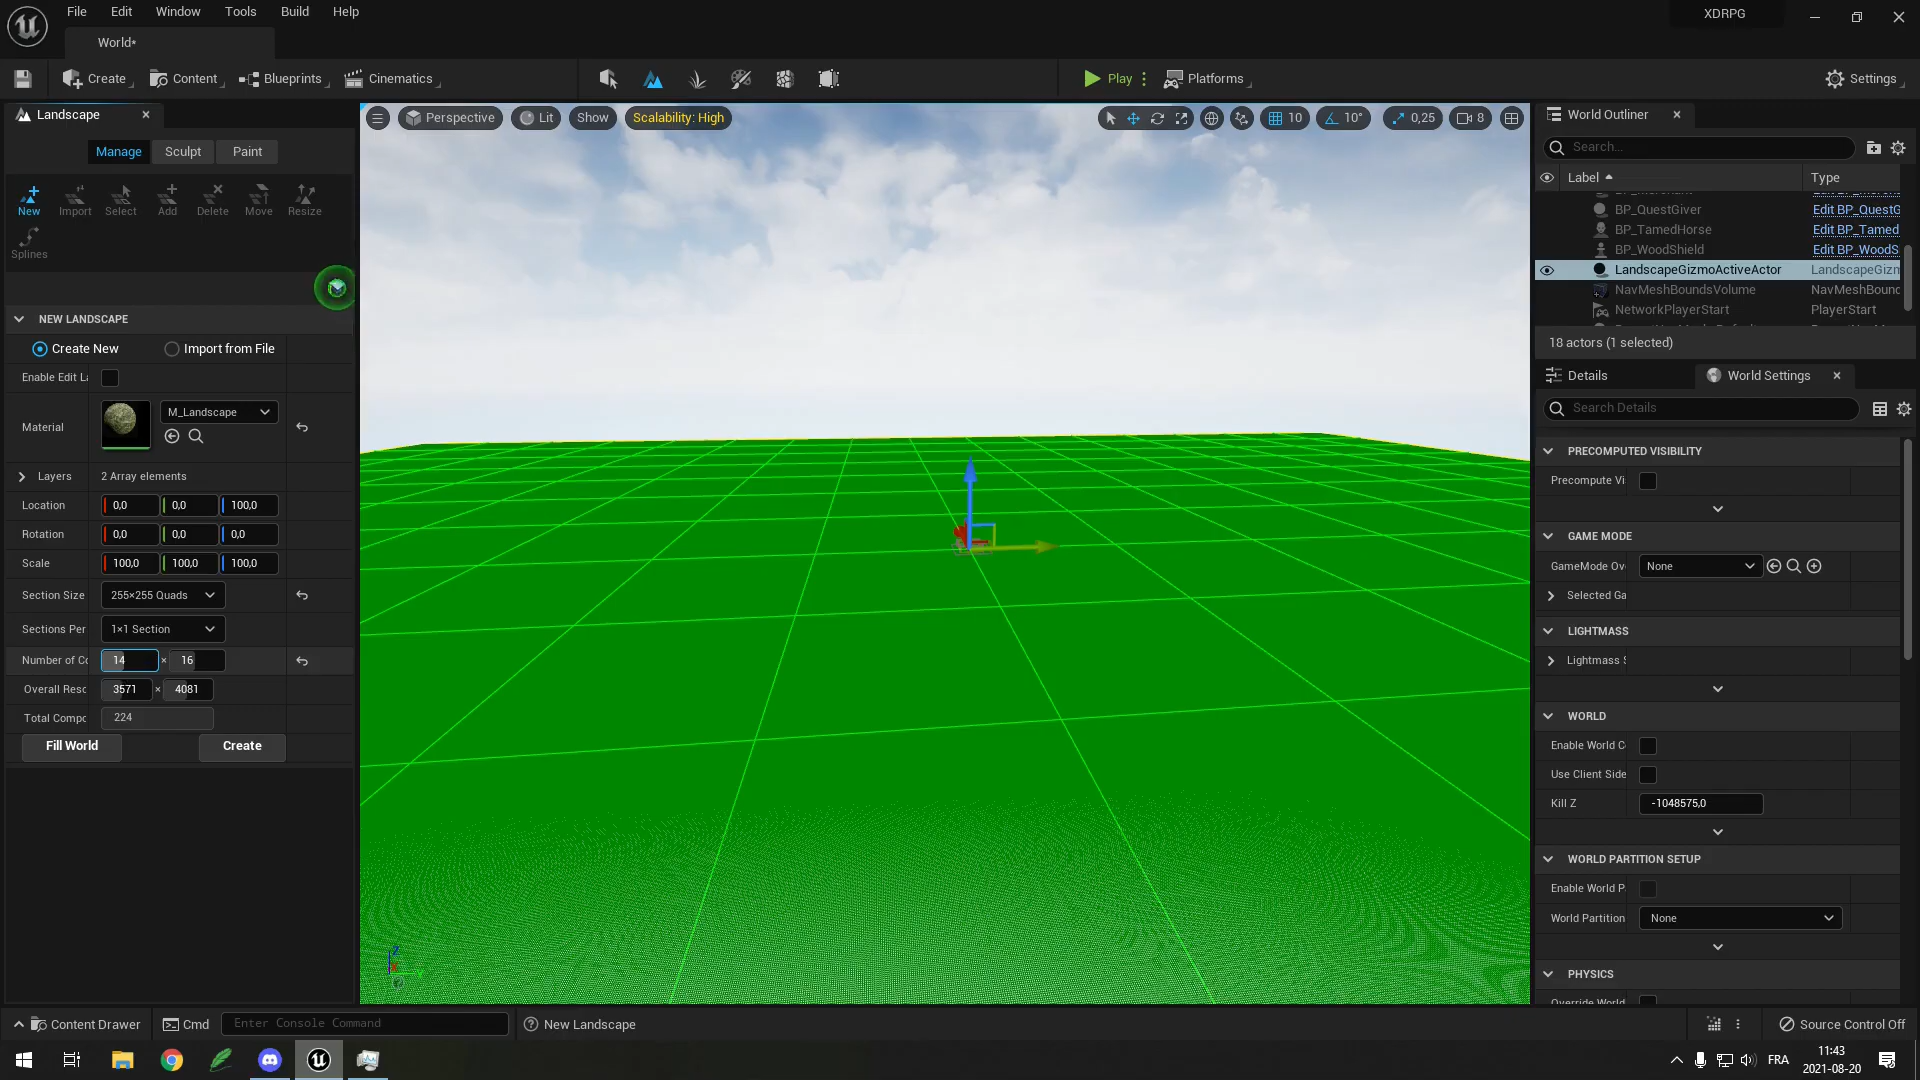 File Edit Window Tools Build Help
XDRPG
World*
Create Content Blueprints Cinematics Play Platforms Settings
Landscape
Manage Sculpt Paint
New Import Select Add Delete Move Resize
Splines
NEW LANDSCAPE
Create New Import from File
Enable Edit La
Material M_Landscape
Layers 2 Array elements
Location 0,0 0,0 100,0
Rotation 0,0 0,0 0,0
Scale 100,0 100,0 100,0
Section Size 255×255 Quads
Sections Per 1×1 Section
Number of Co 14 × 16
Overall Resc 3571 × 4081
Total Compc 224
Fill World Create
Perspective Lit Show Scalability: High
10 10° 0,25 8
World Outliner
Search...
Label Type
BP_QuestGiver Edit BP_QuestG
BP_TamedHorse Edit BP_Tamed
BP_WoodShield Edit BP_WoodS
LandscapeGizmoActiveActor LandscapeGizm
NavMeshBoundsVolume NavMeshBound
NetworkPlayerStart PlayerStart
18 actors (1 selected)
Details World Settings
Search Details
PRECOMPUTED VISIBILITY
Precompute Vi
GAME MODE
GameMode Ov None
Selected Ga
LIGHTMASS
Lightmass S
WORLD
Enable World C
Use Client Side
Kill Z -1048575,0
WORLD PARTITION SETUP
Enable World P
World Partition None
PHYSICS
Override World
Content Drawer Cmd Enter Console Command New Landscape Source Control Off
FRA
11:43
2021-08-20